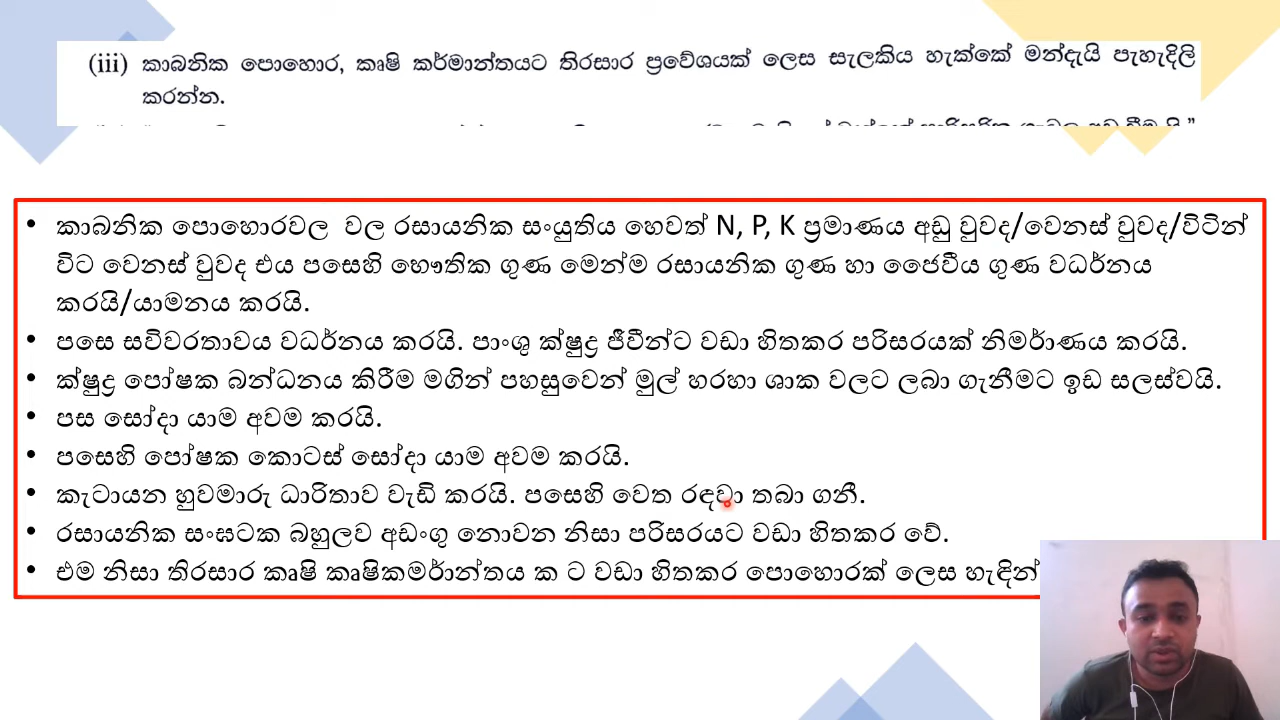 (iii) කාබනික පොහොර, කෘෂි කර්මාන්තයට තිරසාර ප්‍රවේශයක් ලෙස සැලකිය හැක්කේ මන්දැයි පැහැදිලි
කරන්න.
• කාබනික පොහොරවල වල රසායනික සංයුතිය හෙවත් N, P, K ප්‍රමාණය අඩු වුවද/වෙනස් වුවද/විටින්
විට වෙනස් වුවද එය පසෙහි භෞතික ගුණ මෙන්ම රසායනික ගුණ හා ජෛවීය ගුණ වර්ධනය
කරයි/යාමනය කරයි.
• පසෙ සවිවරතාවය වර්ධනය කරයි. පාංශු ක්ෂුද්‍ර ජීවීන්ට වඩා හිතකර පරිසරයක් නිර්මාණය කරයි.
• ක්ෂුද්‍ර පෝෂක බන්ධනය කිරීම මගින් පහසුවෙන් මුල් හරහා ශාක වලට ලබා ගැනීමට ඉඩ සලස්වයි.
• පස සෝදා යාම අවම කරයි.
• පසෙහි පෝෂක කොටස් සෝදා යාම අවම කරයි.
• කැටායන හුවමාරු ධාරිතාව වැඩි කරයි. පසෙහි වෙත රඳවා තබා ගනී.
• රසායනික සංඝටක බහුලව අඩංගු නොවන නිසා පරිසරයට වඩා හිතකර වේ.
• එම නිසා තිරසාර කෘෂි කෘෂිකර්මාන්තය ක ට වඩා හිතකර පොහොරක් ලෙස